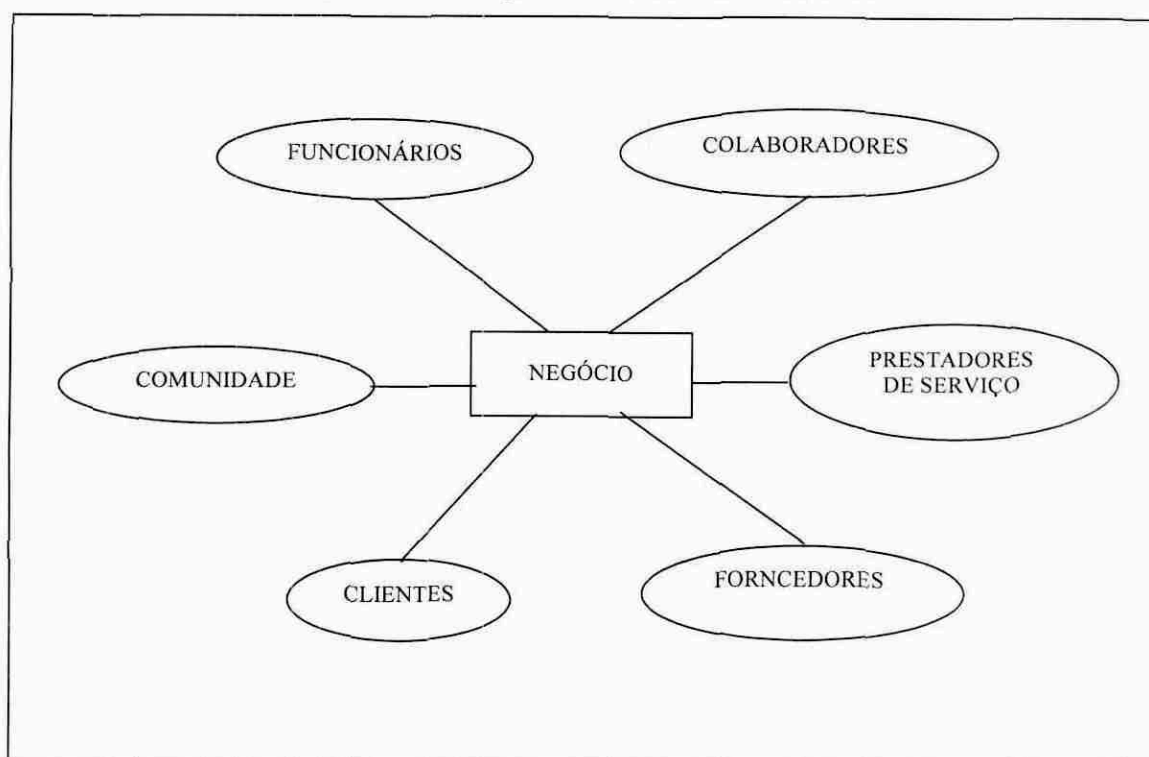 FUNCIONÁRIOS
COLABORADORES
COMUNIDADE
NEGÓCIO
PRESTADORES
DE SERVIÇO
CLIENTES
FORNCEDORES